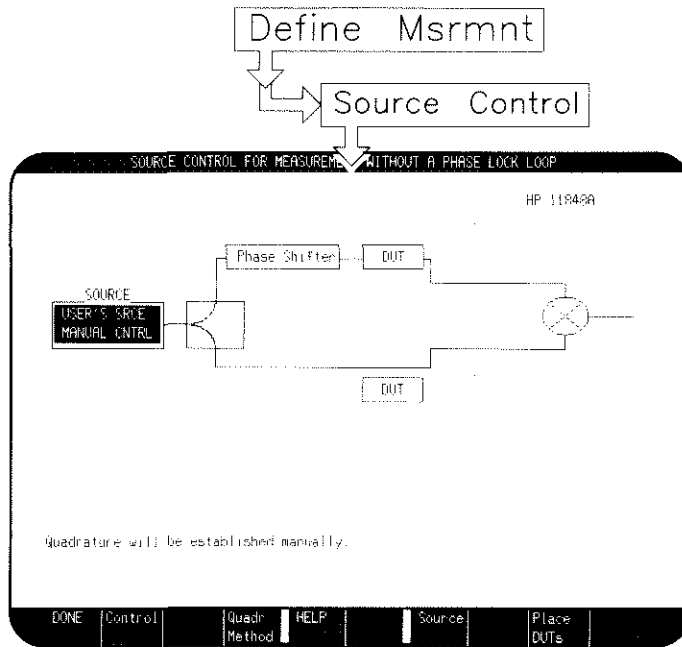 Define Msrmnt
Source Control
SOURCE CONTROL FOR MEASUREME WITHOUT A PHASE LOCK LOOP
HP 11848A
Phase Shifter
DUT
SOURCE
USER'S SRCE
MANUAL CNTRL
DUT
Quadrature will be established manually.
DONE Control Quadr Method HELP Source Place DUTs